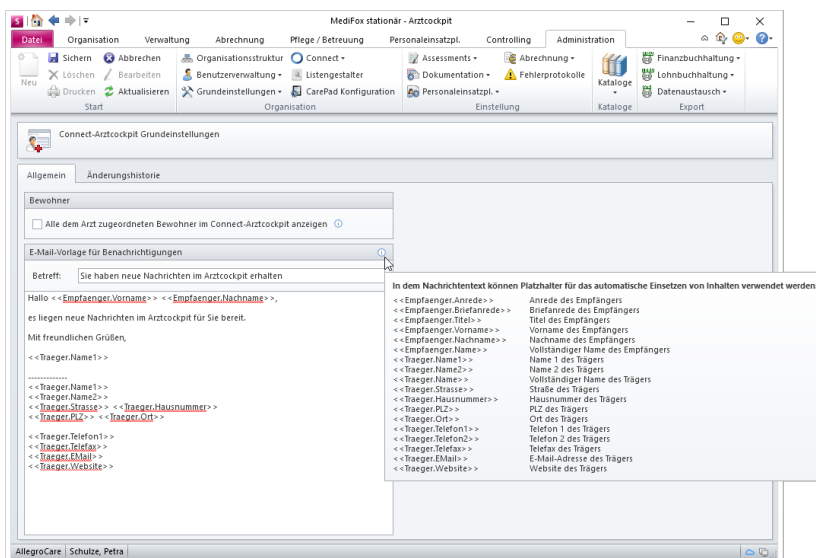 MediFox stationär - Arztcockpit
Datei Organisation Verwaltung Abrechnung Pflege / Betreuung Personaleinsatzpl. Controlling Administration
Neu
Sichern Abbrechen
Löschen Bearbeiten
Drucken Aktualisieren
Start
Organisationsstruktur Connect
Benutzerverwaltung Listengestalter
Grundeinstellungen CarePad Konfiguration
Organisation
Assessments Abrechnung
Dokumentation Fehlerprotokolle
Personaleinsatzpl.
Einstellung
Kataloge
Kataloge
Finanzbuchhaltung
Lohnbuchhaltung
Datenaustausch
Export
Connect-Arztcockpit Grundeinstellungen
Allgemein Änderungshistorie
Bewohner
Alle dem Arzt zugeordneten Bewohner im Connect-Arztcockpit anzeigen
E-Mail-Vorlage für Benachrichtigungen
Betreff: Sie haben neue Nachrichten im Arztcockpit erhalten
Hallo <<Empfaenger.Vorname>> <<Empfaenger.Nachname>>,
es liegen neue Nachrichten im Arztcockpit für Sie bereit.
Mit freundlichen Grüßen,
<<Traeger.Name1>>
-------------
<<Traeger.Name1>>
<<Traeger.Name2>>
<<Traeger.Strasse>> <<Traeger.Hausnummer>>
<<Traeger.PLZ>> <<Traeger.Ort>>
<<Traeger.Telefon1>>
<<Traeger.Telefax>>
<<Traeger.EMail>>
<<Traeger.Website>>
In dem Nachrichtentext können Platzhalter für das automatische Einsetzen von Inhalten verwendet werden:
<<Empfaenger.Anrede>> Anrede des Empfängers
<<Empfaenger.Briefanrede>> Briefanrede des Empfängers
<<Empfaenger.Titel>> Titel des Empfängers
<<Empfaenger.Vorname>> Vorname des Empfängers
<<Empfaenger.Nachname>> Nachname des Empfängers
<<Empfaenger.Name>> Vollständiger Name des Empfängers
<<Traeger.Name1>> Name 1 des Trägers
<<Traeger.Name2>> Name 2 des Trägers
<<Traeger.Name>> Vollständiger Name des Trägers
<<Traeger.Strasse>> Straße des Trägers
<<Traeger.Hausnummer>> Hausnummer des Trägers
<<Traeger.PLZ>> PLZ des Trägers
<<Traeger.Ort>> Ort des Trägers
<<Traeger.Telefon1>> Telefon 1 des Trägers
<<Traeger.Telefon2>> Telefon 2 des Trägers
<<Traeger.Telefax>> Telefax des Trägers
<<Traeger.EMail>> E-Mail-Adresse des Trägers
<<Traeger.Website>> Website des Trägers
AllegroCare Schulze, Petra